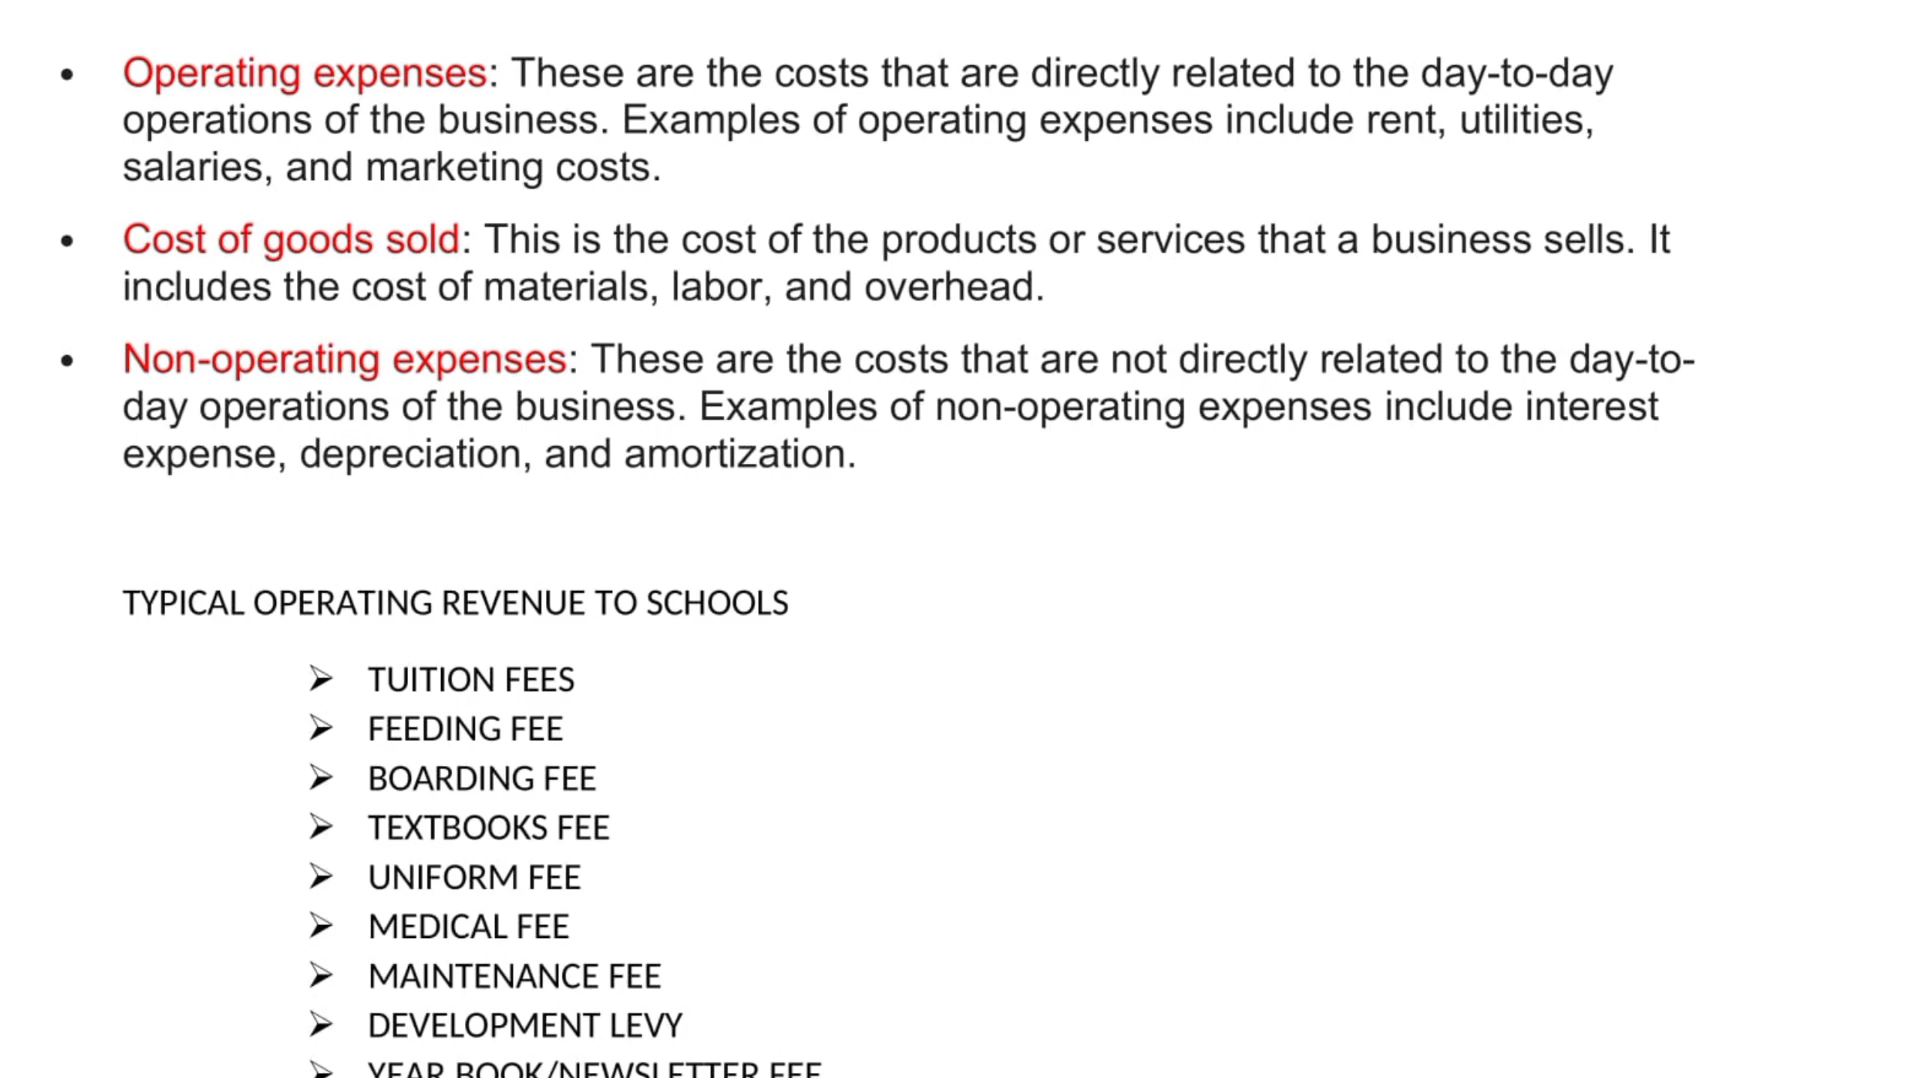 • Operating expenses: These are the costs that are directly related to the day-to-day
operations of the business. Examples of operating expenses include rent, utilities,
salaries, and marketing costs.
• Cost of goods sold: This is the cost of the products or services that a business sells. It
includes the cost of materials, labor, and overhead.
• Non-operating expenses: These are the costs that are not directly related to the day-to-
day operations of the business. Examples of non-operating expenses include interest
expense, depreciation, and amortization.
TYPICAL OPERATING REVENUE TO SCHOOLS
➢ TUITION FEES
➢ FEEDING FEE
➢ BOARDING FEE
➢ TEXTBOOKS FEE
➢ UNIFORM FEE
➢ MEDICAL FEE
➢ MAINTENANCE FEE
➢ DEVELOPMENT LEVY
➢ YEAR BOOK/NEWSLETTER FEE